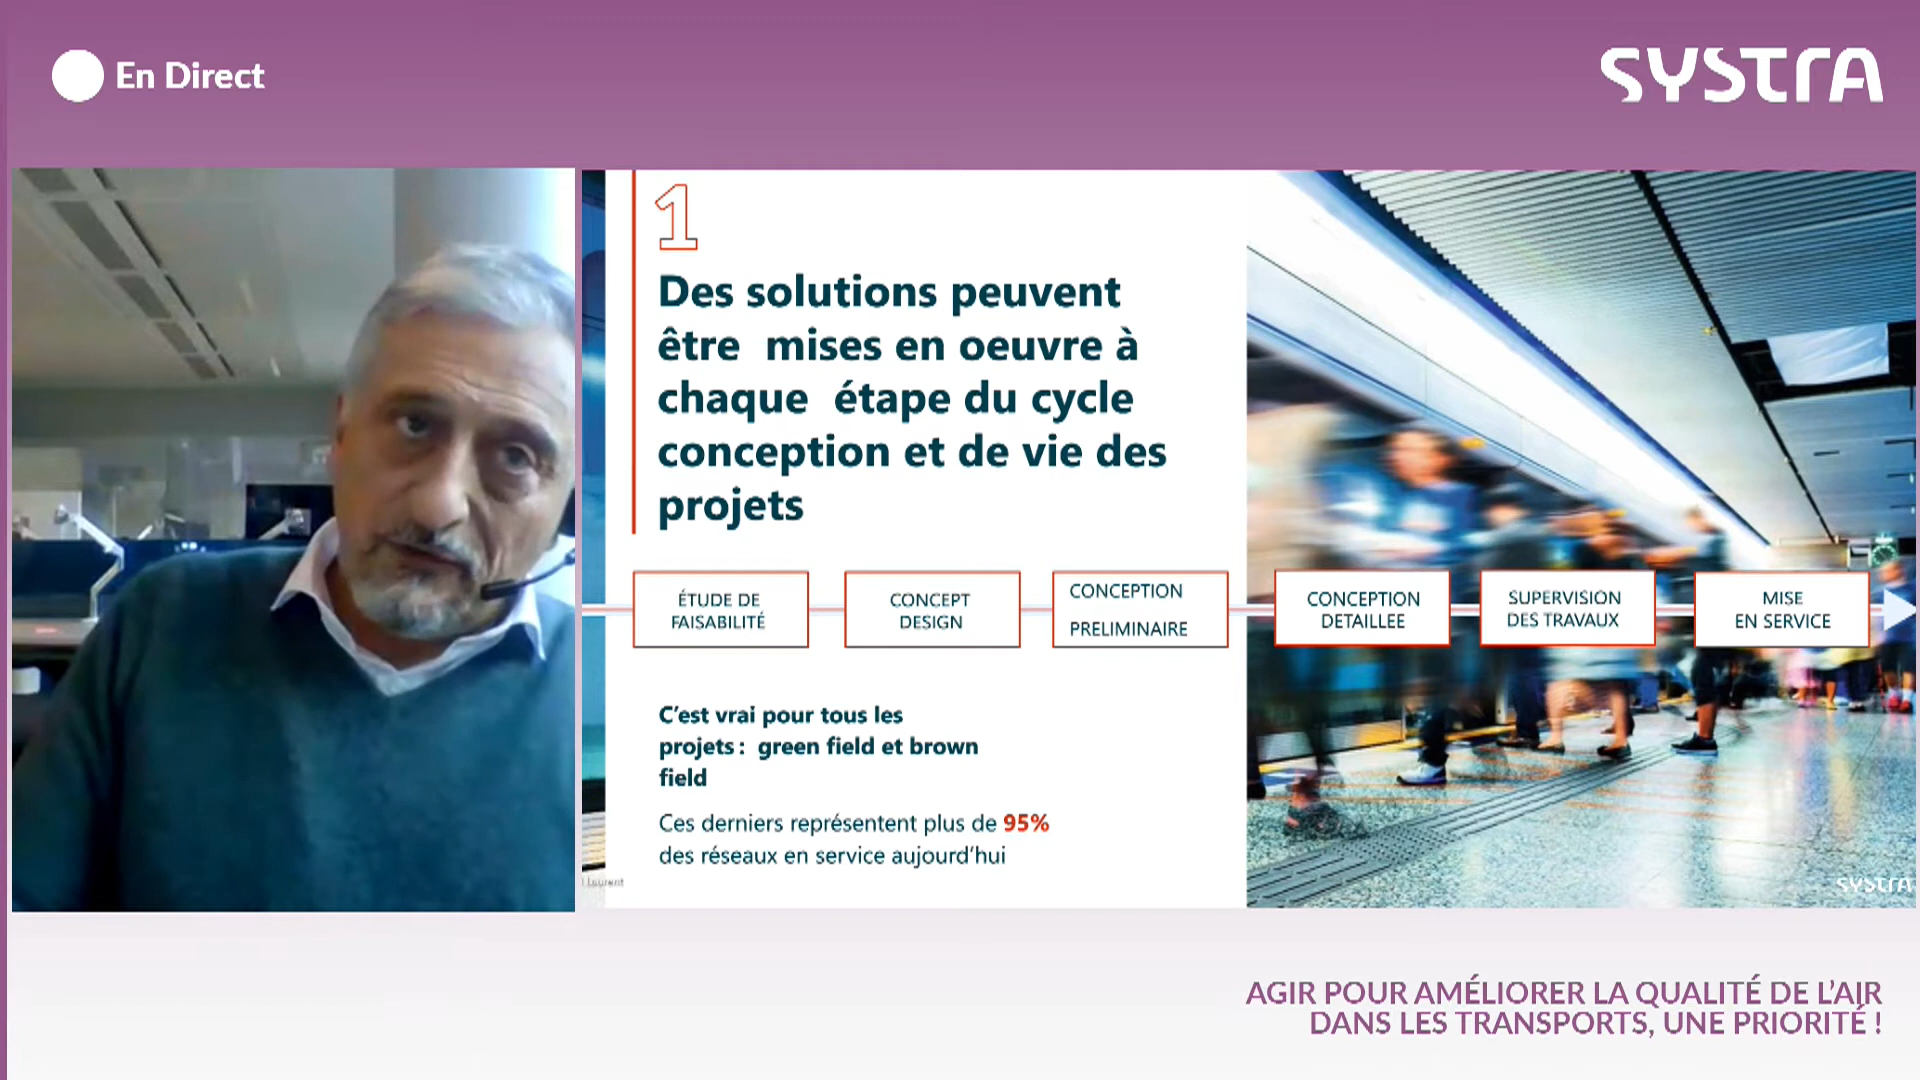 En Direct
SYSTRA
1
Des solutions peuvent
être mises en oeuvre à
chaque étape du cycle
conception et de vie des
projets
ÉTUDE DE
FAISABILITÉ
CONCEPT
DESIGN
CONCEPTION
PRELIMINAIRE
CONCEPTION
DETAILLEE
SUPERVISION
DES TRAVAUX
MISE
EN SERVICE
C'est vrai pour tous les
projets : green field et brown
field
Ces derniers représentent plus de 95%
des réseaux en service aujourd'hui
Laurent
SYSTRA
AGIR POUR AMÉLIORER LA QUALITÉ DE L'AIR
DANS LES TRANSPORTS, UNE PRIORITÉ !